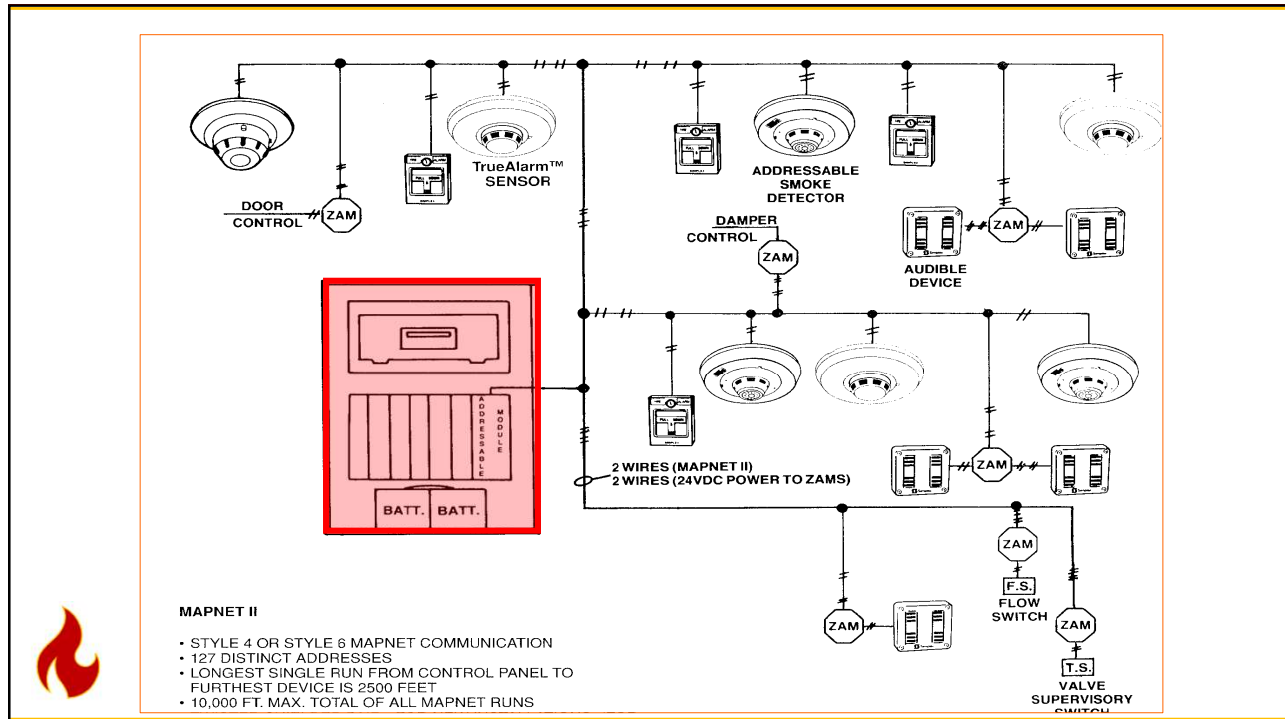 TrueAlarm™
SENSOR
DOOR
CONTROL
ZAM
ADDRESSABLE
SMOKE
DETECTOR
DAMPER
CONTROL
ZAM
ZAM
AUDIBLE
DEVICE
ADDRESSABLE
MODULE
BATT. BATT.
2 WIRES (MAPNET II)
2 WIRES (24VDC POWER TO ZAMS)
ZAM
ZAM
F.S.
FLOW
SWITCH
ZAM
ZAM
T.S.
VALVE
SUPERVISORY
SWITCH
MAPNET II
• STYLE 4 OR STYLE 6 MAPNET COMMUNICATION
• 127 DISTINCT ADDRESSES
• LONGEST SINGLE RUN FROM CONTROL PANEL TO
FURTHEST DEVICE IS 2500 FEET
• 10,000 FT. MAX. TOTAL OF ALL MAPNET RUNS